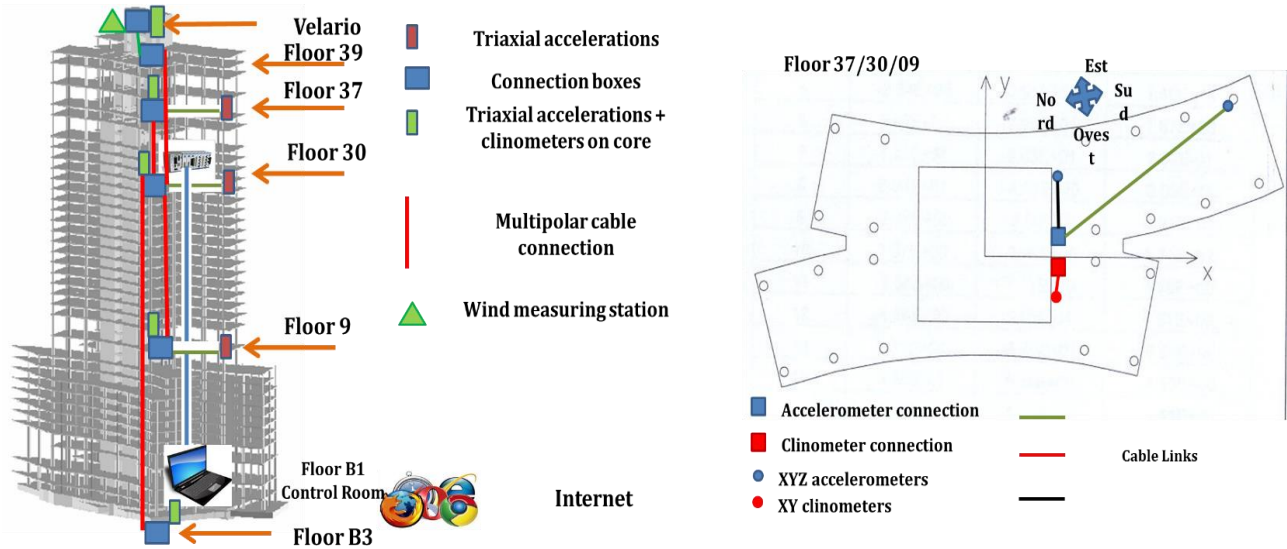 Velario
Floor 39
Floor 37
Floor 30
Floor 9
Floor B1
Control Room
Floor B3
Internet
Triaxial accelerations
Connection boxes
Triaxial accelerations +
clinometers on core
Multipolar cable
connection
Wind measuring station
Floor 37/30/09
y
x
Est
No
rd
Su
d
Oves
t
Accelerometer connection
Clinometer connection
XYZ accelerometers
XY clinometers
Cable Links